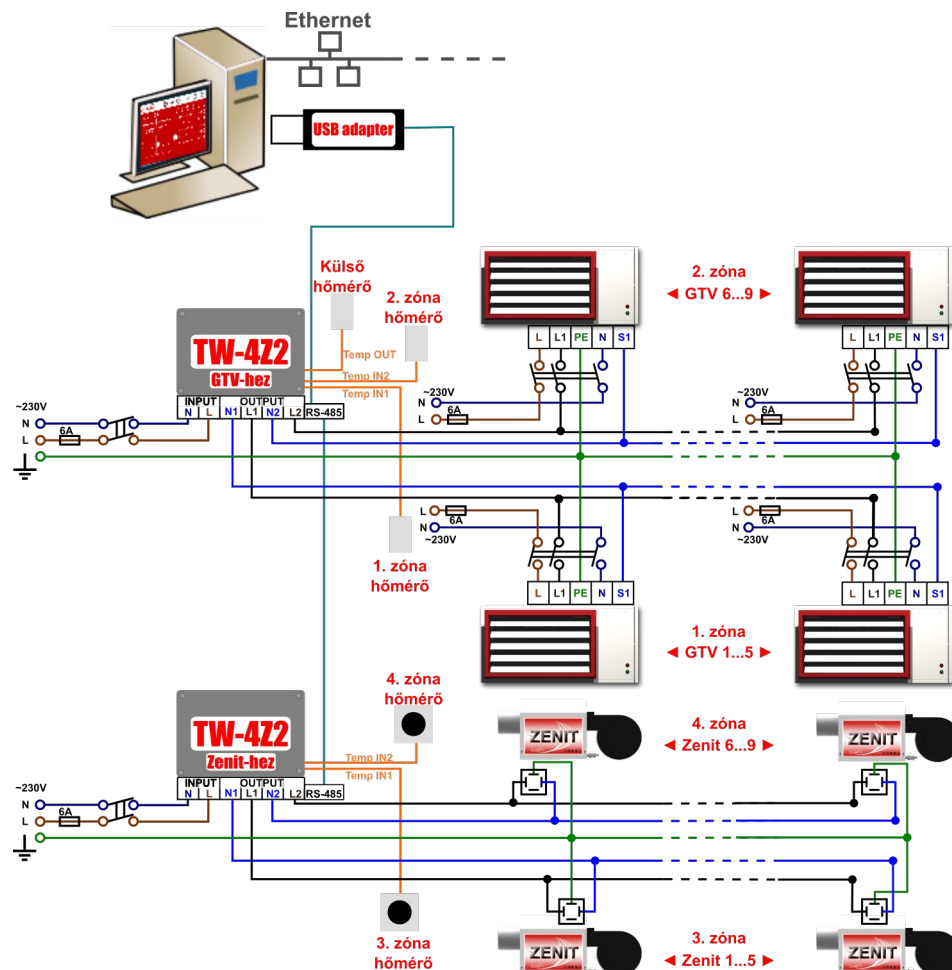 Ethernet
USB adapter
Külső
hőmérő
2. zóna
hőmérő
2. zóna
◄ GTV 6...9 ►
TW-4Z2
GTV-hez
Temp OUT
Temp IN2
Temp IN1
L L1 PE N S1
L L1 PE N S1
INPUT OUTPUT
N L N1 L1 N2 L2 RS-485
~230V
N
L 6A
~230V
N
L
6A
~230V
N
L
6A
L
6A
N
~230V
L
6A
N
~230V
1. zóna
hőmérő
L L1 PE N S1
L L1 PE N S1
1. zóna
◄ GTV 1...5 ►
4. zóna
hőmérő
TW-4Z2
Zenit-hez
Temp IN2
Temp IN1
ZENIT
4. zóna
◄ Zenit 6...9 ►
ZENIT
INPUT OUTPUT
N L N1 L1 N2 L2 RS-485
~230V
N
L 6A
3. zóna
hőmérő
ZENIT
3. zóna
◄ Zenit 1...5 ►
ZENIT